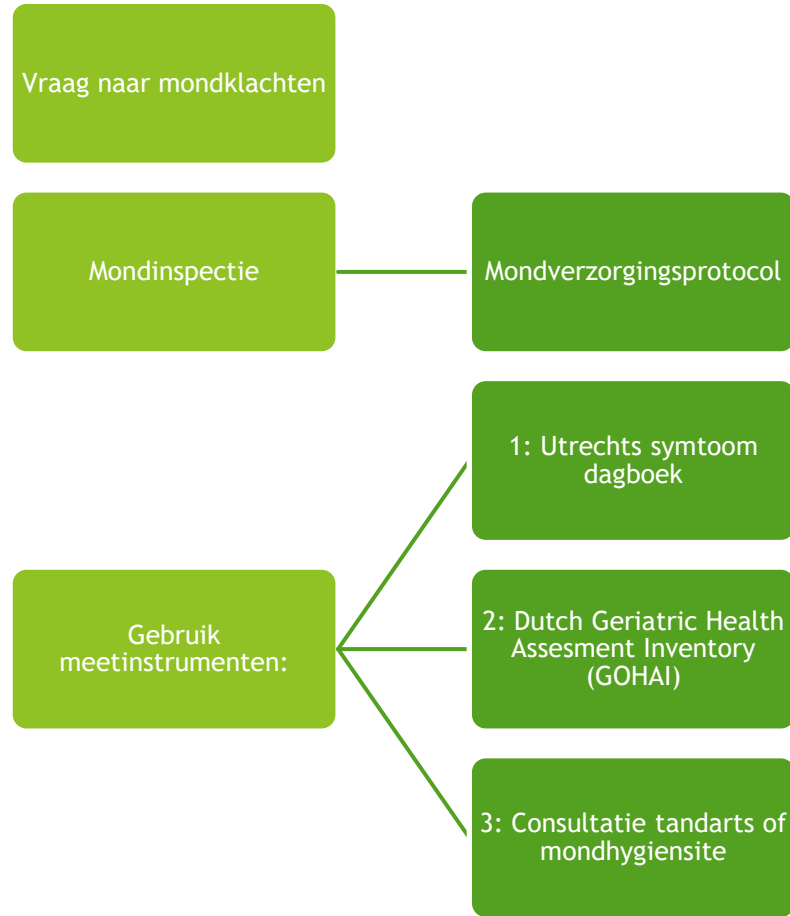 Vraag naar mondklachten
Mondinspectie
Mondverzorgingsprotocol
Gebruik
meetinstrumenten:
1: Utrechts symtoom
dagboek
2: Dutch Geriatric Health
Assesment Inventory
(GOHAI)
3: Consultatie tandarts of
mondhygiensite